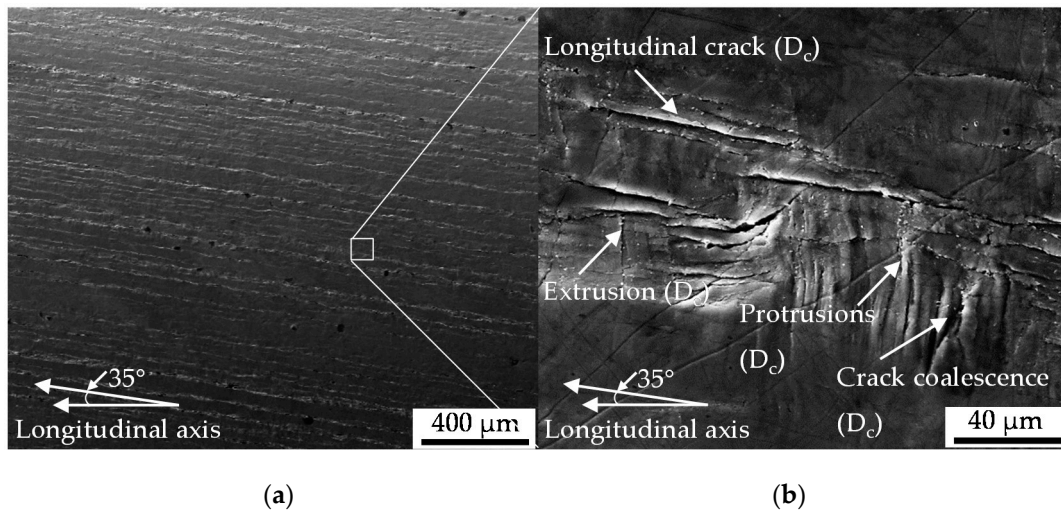 35°
Longitudinal axis
400 µm
Longitudinal crack (Dc)
Extrusion (D
Protrusions
(Dc)
Crack coalescence
(Dc)
35°
Longitudinal axis
40 µm
(a)
(b)